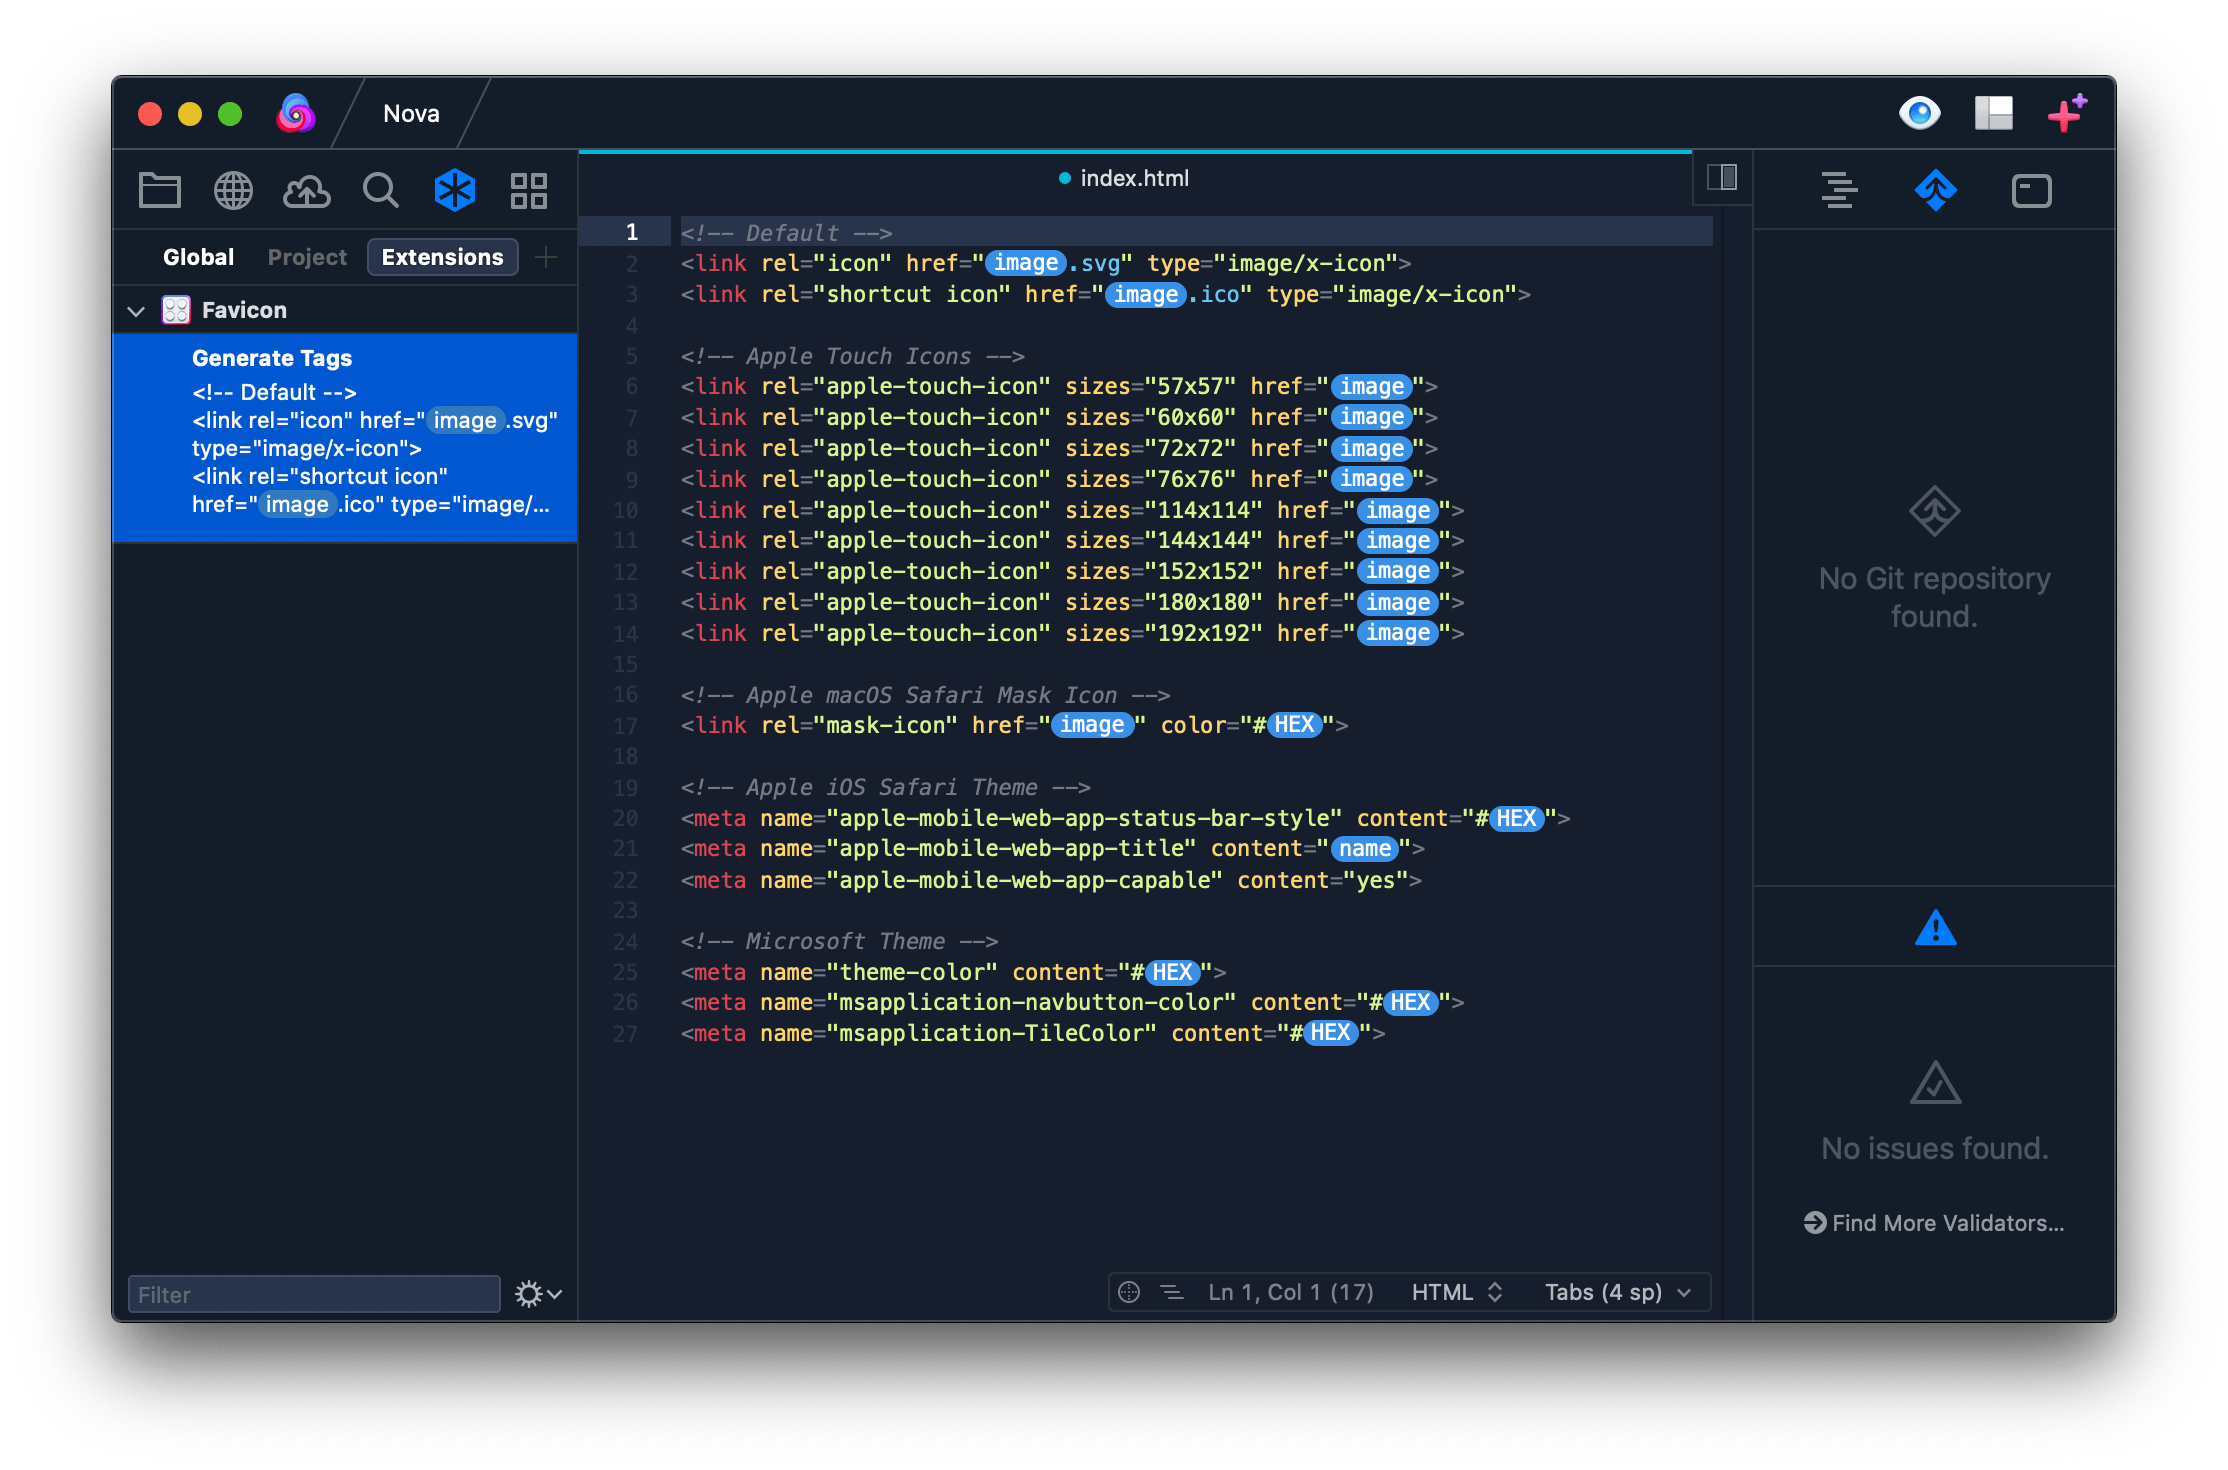 Nova
Global Project Extensions
Favicon
Generate Tags
<!-- Default -->
<link rel="icon" href="image.svg"
type="image/x-icon">
<link rel="shortcut icon"
href="image.ico" type="image/...
Filter
index.html
1 <!-- Default -->
2 <link rel="icon" href="image.svg" type="image/x-icon">
3 <link rel="shortcut icon" href="image.ico" type="image/x-icon">
4
5 <!-- Apple Touch Icons -->
6 <link rel="apple-touch-icon" sizes="57x57" href="image">
7 <link rel="apple-touch-icon" sizes="60x60" href="image">
8 <link rel="apple-touch-icon" sizes="72x72" href="image">
9 <link rel="apple-touch-icon" sizes="76x76" href="image">
10 <link rel="apple-touch-icon" sizes="114x114" href="image">
11 <link rel="apple-touch-icon" sizes="144x144" href="image">
12 <link rel="apple-touch-icon" sizes="152x152" href="image">
13 <link rel="apple-touch-icon" sizes="180x180" href="image">
14 <link rel="apple-touch-icon" sizes="192x192" href="image">
15
16 <!-- Apple macOS Safari Mask Icon -->
17 <link rel="mask-icon" href="image" color="#HEX">
18
19 <!-- Apple iOS Safari Theme -->
20 <meta name="apple-mobile-web-app-status-bar-style" content="#HEX">
21 <meta name="apple-mobile-web-app-title" content="name">
22 <meta name="apple-mobile-web-app-capable" content="yes">
23
24 <!-- Microsoft Theme -->
25 <meta name="theme-color" content="#HEX">
26 <meta name="msapplication-navbutton-color" content="#HEX">
27 <meta name="msapplication-TileColor" content="#HEX">
Ln 1, Col 1 (17) HTML Tabs (4 sp)
No Git repository
found.
No issues found.
Find More Validators...